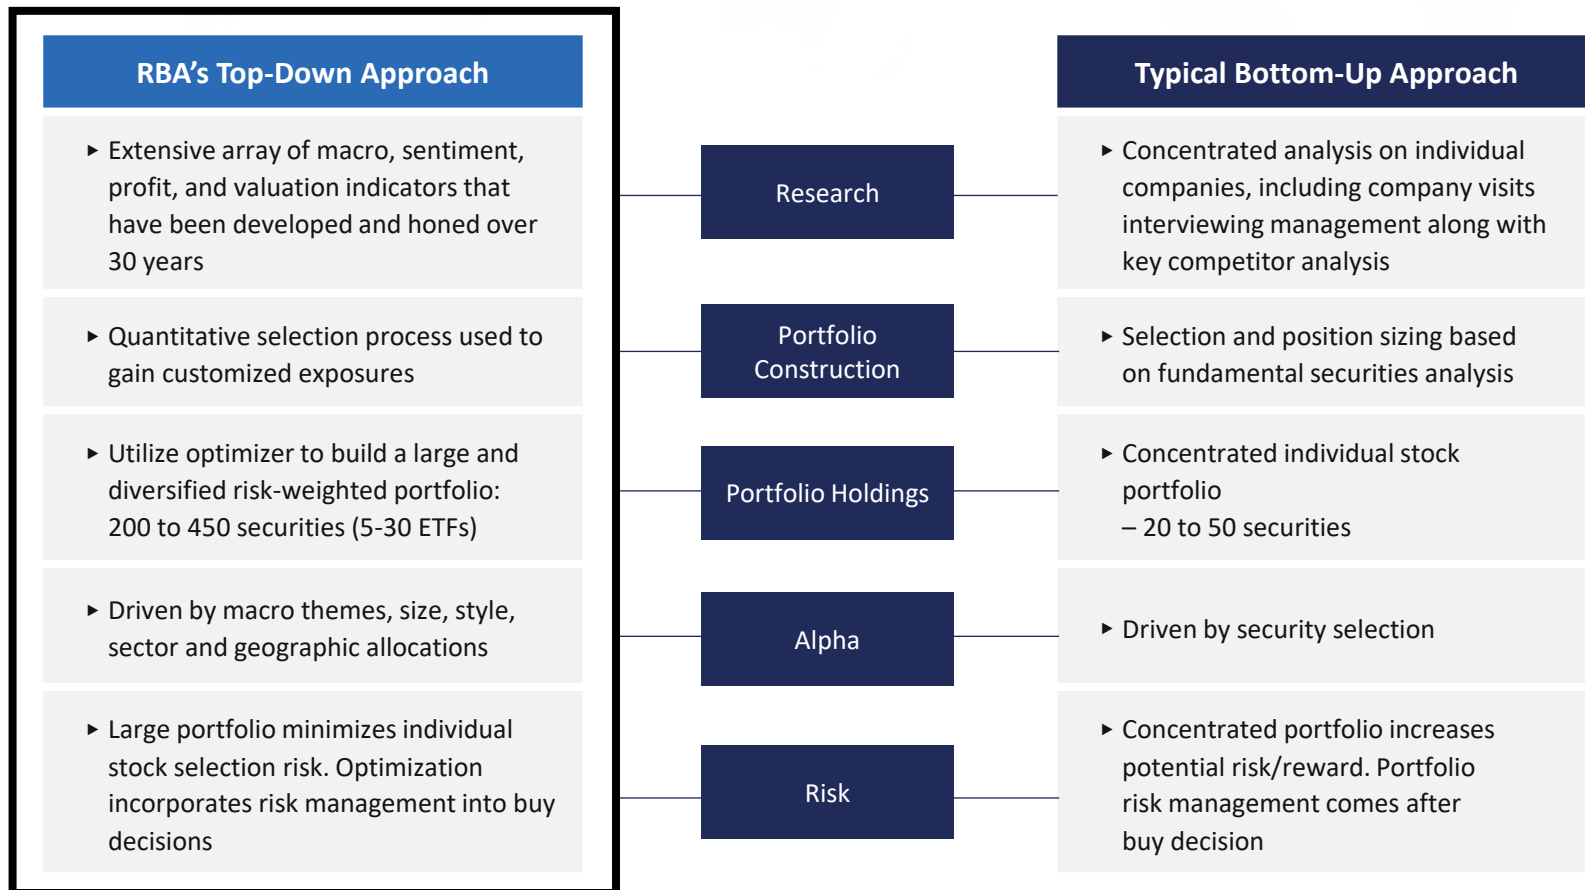 RBA’s Top-Down Approach
Typical Bottom-Up Approach
▸ Extensive array of macro, sentiment,
profit, and valuation indicators that
have been developed and honed over
30 years
Research
▸ Concentrated analysis on individual
companies, including company visits
interviewing management along with
key competitor analysis
▸ Quantitative selection process used to
gain customized exposures
Portfolio
Construction
▸ Selection and position sizing based
on fundamental securities analysis
▸ Utilize optimizer to build a large and
diversified risk-weighted portfolio:
200 to 450 securities (5-30 ETFs)
Portfolio Holdings
▸ Concentrated individual stock
portfolio
– 20 to 50 securities
▸ Driven by macro themes, size, style,
sector and geographic allocations
Alpha
▸ Driven by security selection
▸ Large portfolio minimizes individual
stock selection risk. Optimization
incorporates risk management into buy
decisions
Risk
▸ Concentrated portfolio increases
potential risk/reward. Portfolio
risk management comes after
buy decision